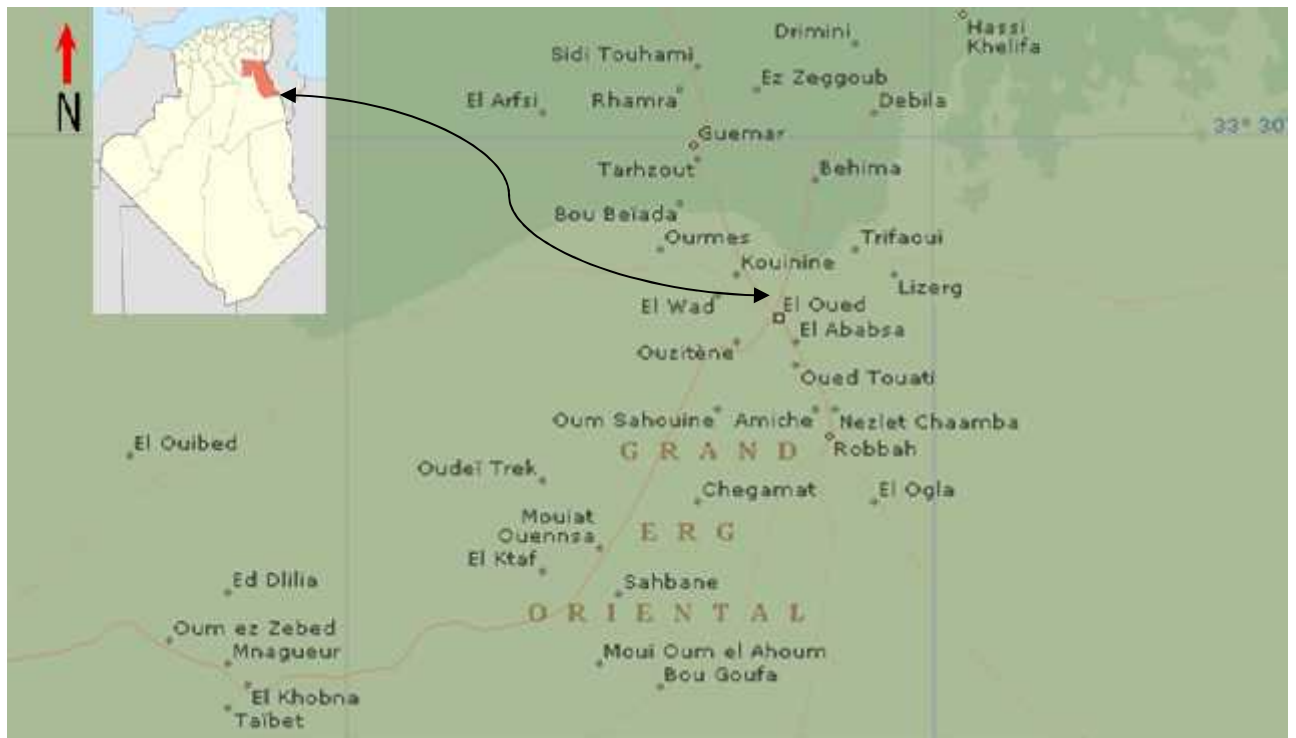 Hassi
Khelifa
Drimini
Sidi Touhami
Ez Zeggoub
El Arfsi
Rhamra
Debila
N
Guemar
33° 30'
Tarhzout
Behima
Bou Beïada
Ourmes
Trifaoui
Kouinine
Lizerg
El Wad
El Oued
El Ababsa
Ouzitène
Oued Touati
Oum Sahouine
Amiche
Nezlet Chaamba
El Ouibed
GRAND
Robbah
Oudeï Trek
Chegamat
El Ogla
Mouiat
Ouennsa
ERG
El Ktaf
Ed Dlilia
Sahbane
ORIENTAL
Oum ez Zebed
Mnagueur
Moui Oum el Ahoum
Bou Goufa
El Khobna
Taïbet